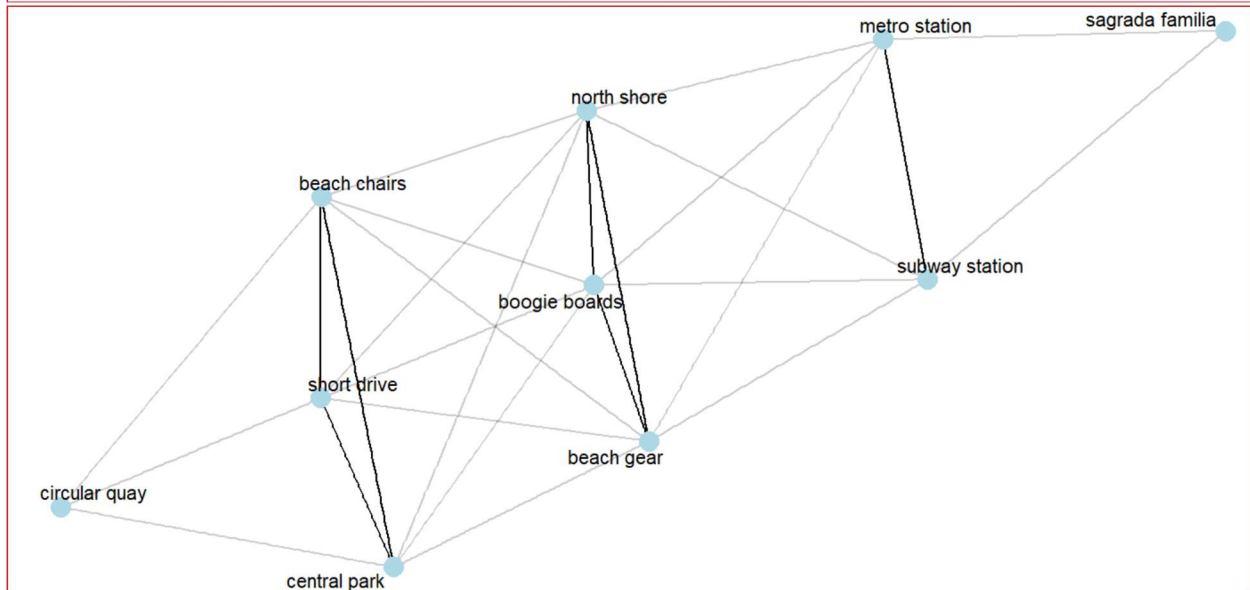 sagrada familia
metro station
north shore
beach chairs
subway station
boogie boards
short drive
beach gear
circular quay
central park